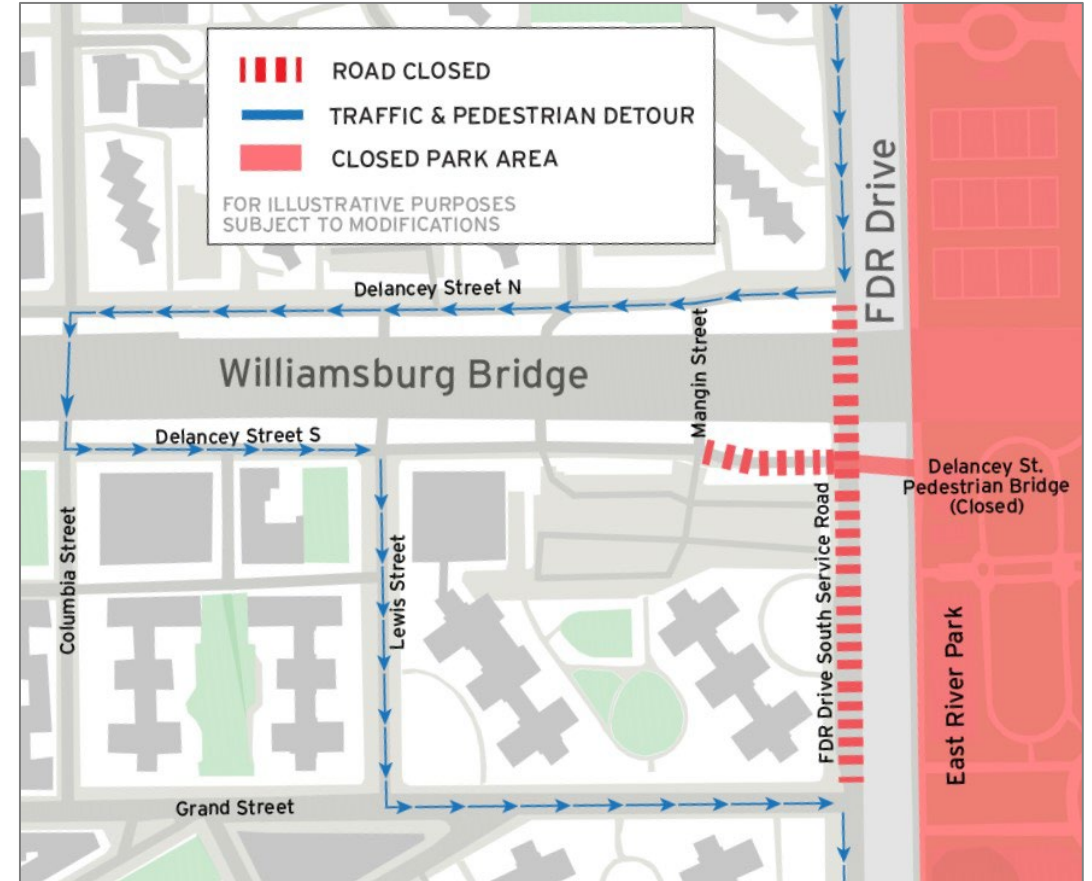 ROAD CLOSED
TRAFFIC & PEDESTRIAN DETOUR
CLOSED PARK AREA
FOR ILLUSTRATIVE PURPOSES
SUBJECT TO MODIFICATIONS
FDR Drive
Delancey Street N
Mangin Street
Williamsburg Bridge
Delancey Street S
Delancey St.
Pedestrian Bridge
(Closed)
Columbia Street
Lewis Street
FDR Drive South Service Road
East River Park
Grand Street